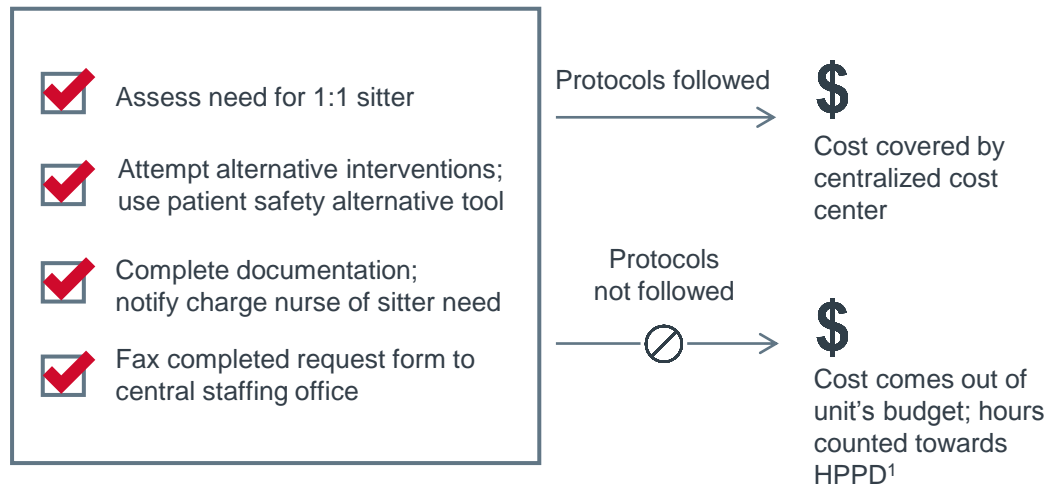 Assess need for 1:1 sitter
Attempt alternative interventions;
use patient safety alternative tool
Complete documentation;
notify charge nurse of sitter need
Fax completed request form to
central staffing office
Protocols followed
$
Cost covered by
centralized cost
center
Protocols
not followed
$
Cost comes out of
unit's budget; hours
counted towards
HPPD¹